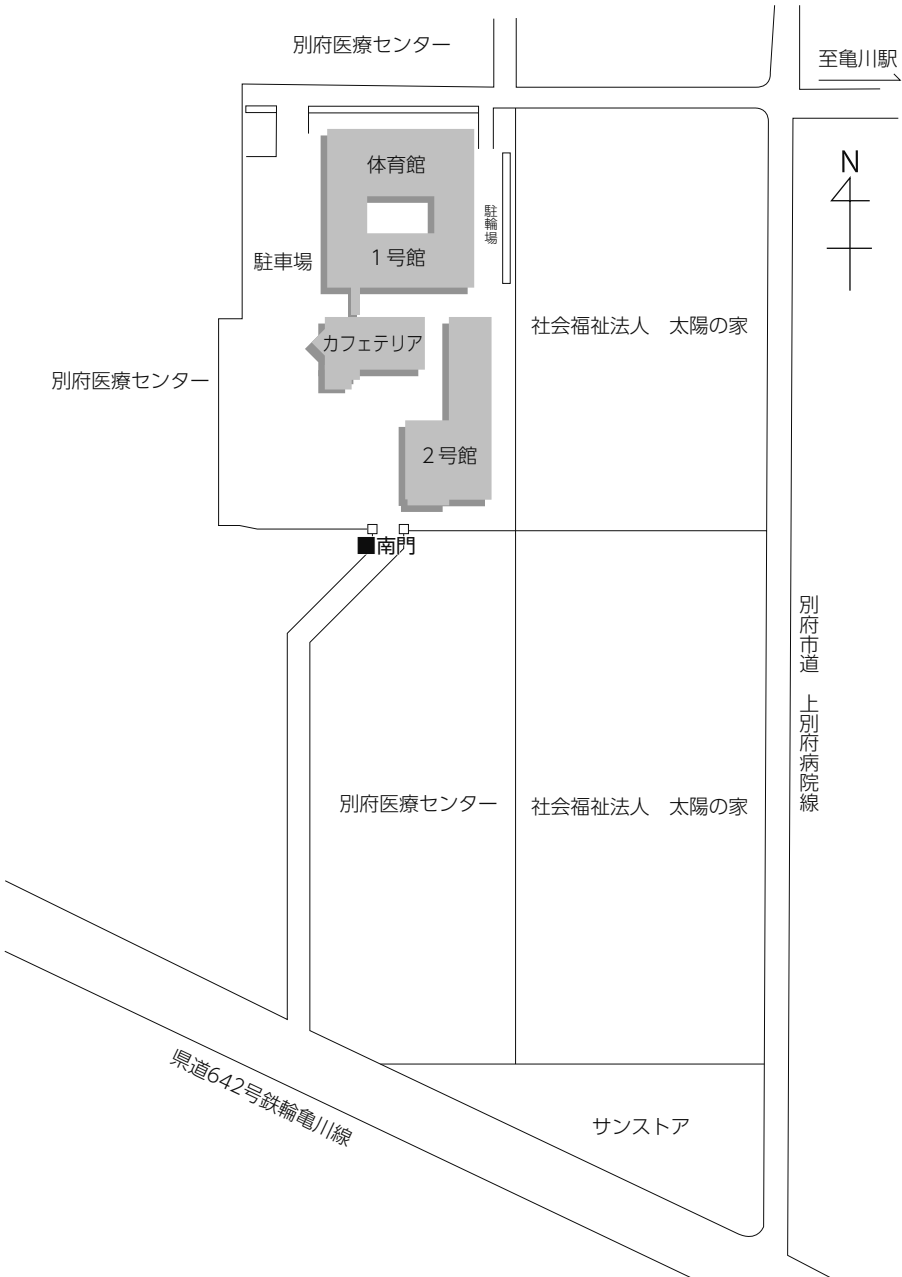 別府医療センター
至亀川駅
体育館
N
駐輪場
1号館
駐車場
社会福祉法人　太陽の家
カフェテリア
別府医療センター
2号館
南門
別府市道　上別府病院線
別府医療センター
社会福祉法人　太陽の家
県道642号鉄輪亀川線
サンストア